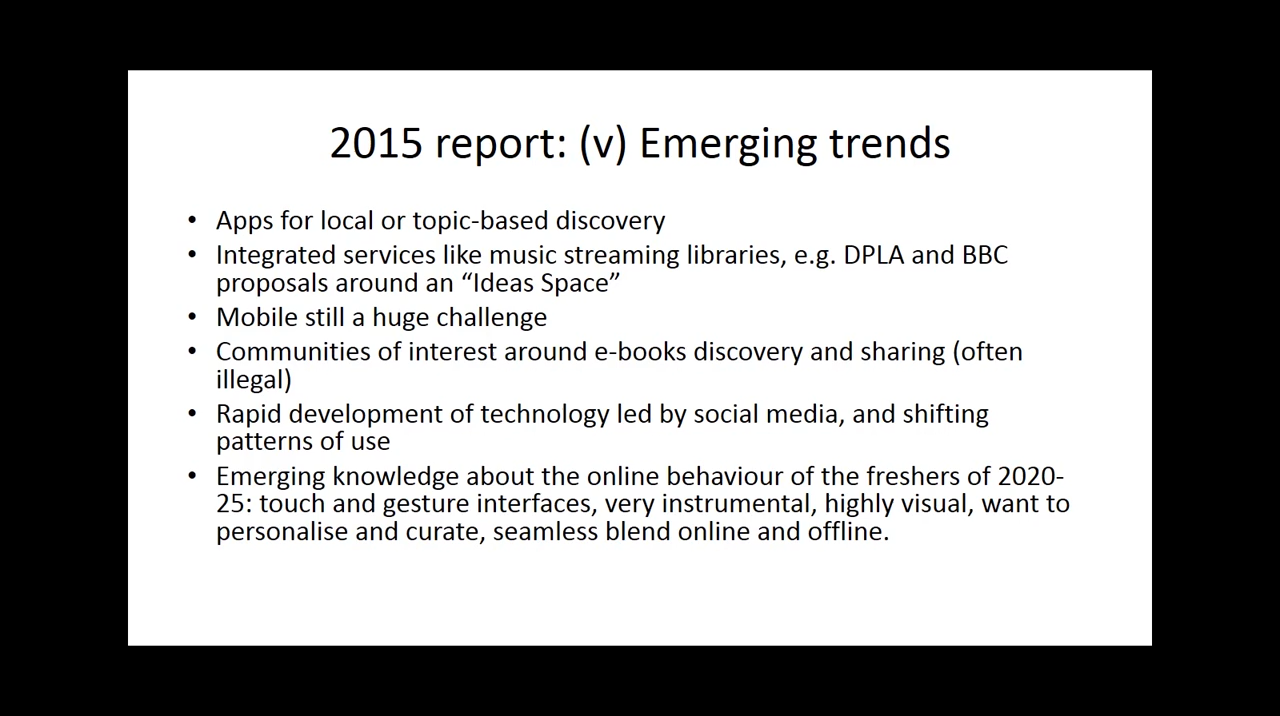 2015 report: (v) Emerging trends
• Apps for local or topic-based discovery
• Integrated services like music streaming libraries, e.g. DPLA and BBC
proposals around an “Ideas Space”
• Mobile still a huge challenge
• Communities of interest around e-books discovery and sharing (often
illegal)
• Rapid development of technology led by social media, and shifting
patterns of use
• Emerging knowledge about the online behaviour of the freshers of 2020-
25: touch and gesture interfaces, very instrumental, highly visual, want to
personalise and curate, seamless blend online and offline.